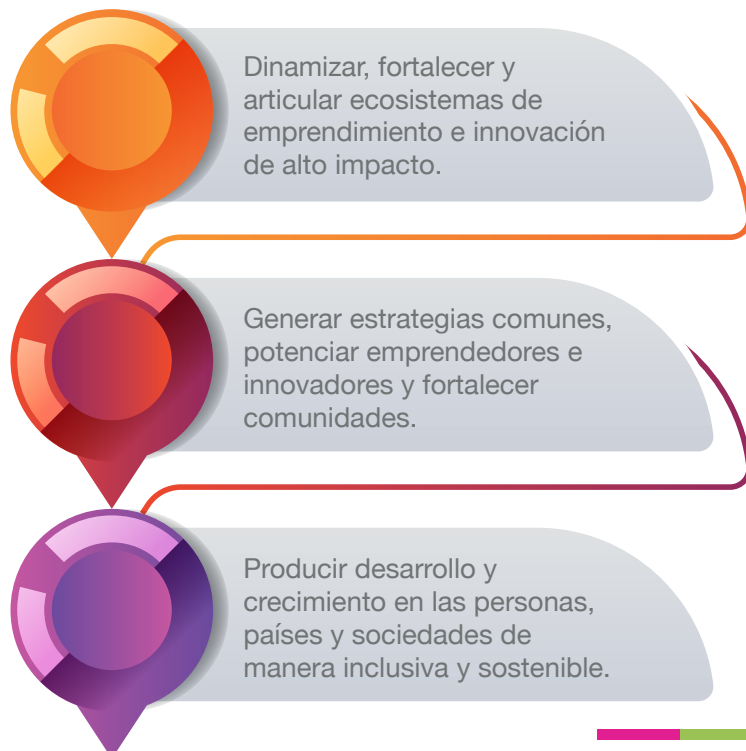 Dinamizar, fortalecer y
articular ecosistemas de
emprendimiento e innovación
de alto impacto.
Generar estrategias comunes,
potenciar emprendedores e
innovadores y fortalecer
comunidades.
Producir desarrollo y
crecimiento en las personas,
países y sociedades de
manera inclusiva y sostenible.